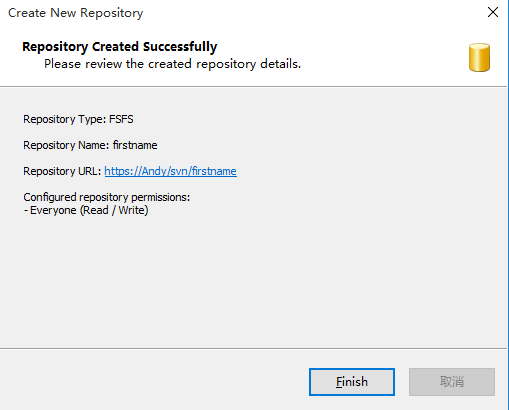 Create New Repository
Repository Created Successfully
Please review the created repository details.
Repository Type: FSFS
Repository Name: firstname
Repository URL: https://Andy/svn/firstname
Configured repository permissions:
- Everyone (Read / Write)
Finish
取消